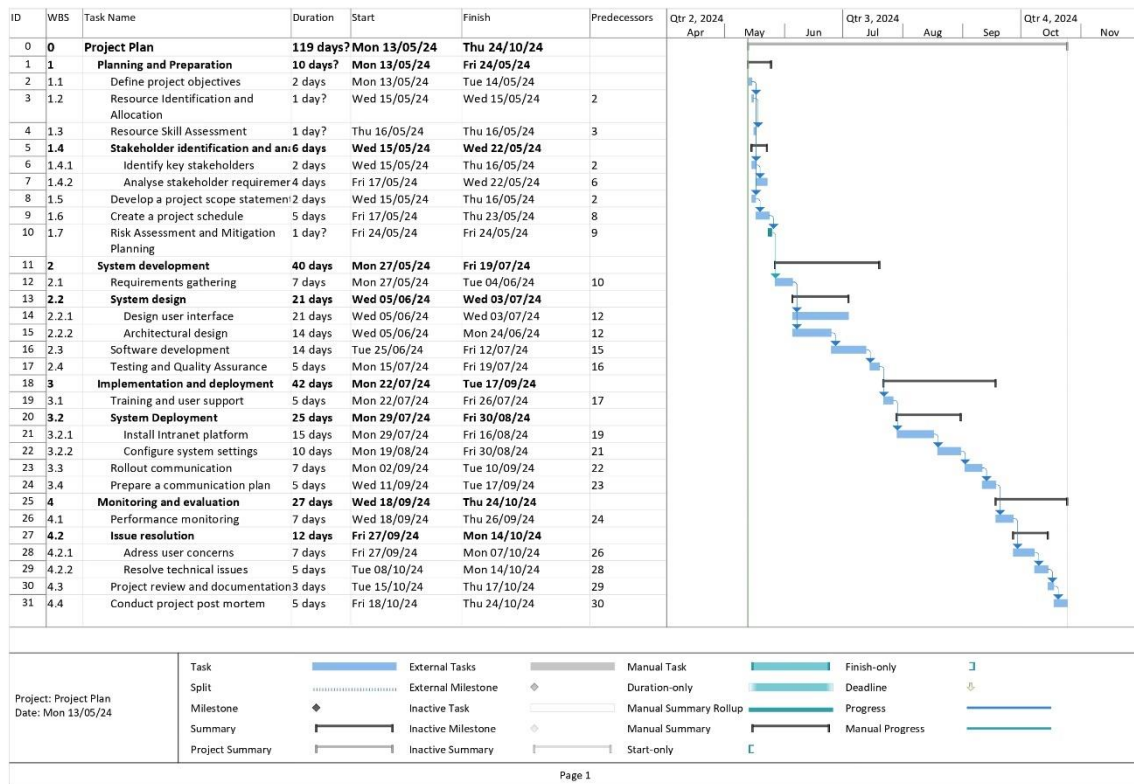 ID WBS Task Name Duration Start Finish Predecessors Qtr 2, 2024 Qtr 3, 2024 Qtr 4, 2024
Apr May Jun Jul Aug Sep Oct Nov
0 0 Project Plan 119 days? Mon 13/05/24 Thu 24/10/24
1 1 Planning and Preparation 10 days? Mon 13/05/24 Fri 24/05/24
2 1.1 Define project objectives 2 days Mon 13/05/24 Tue 14/05/24
3 1.2 Resource Identification and 1 day? Wed 15/05/24 Wed 15/05/24 2
Allocation
4 1.3 Resource Skill Assessment 1 day? Thu 16/05/24 Thu 16/05/24 3
5 1.4 Stakeholder identification and ana 6 days Wed 15/05/24 Wed 22/05/24
6 1.4.1 Identify key stakeholders 2 days Wed 15/05/24 Thu 16/05/24 2
7 1.4.2 Analyse stakeholder requiremer 4 days Fri 17/05/24 Wed 22/05/24 6
8 1.5 Develop a project scope statement 2 days Wed 15/05/24 Thu 16/05/24 2
9 1.6 Create a project schedule 5 days Fri 17/05/24 Thu 23/05/24 8
10 1.7 Risk Assessment and Mitigation 1 day? Fri 24/05/24 Fri 24/05/24 9
Planning
11 2 System development 40 days Mon 27/05/24 Fri 19/07/24
12 2.1 Requirements gathering 7 days Mon 27/05/24 Tue 04/06/24 10
13 2.2 System design 21 days Wed 05/06/24 Wed 03/07/24
14 2.2.1 Design user interface 21 days Wed 05/06/24 Wed 03/07/24 12
15 2.2.2 Architectural design 14 days Wed 05/06/24 Mon 24/06/24 12
16 2.3 Software development 14 days Tue 25/06/24 Fri 12/07/24 15
17 2.4 Testing and Quality Assurance 5 days Mon 15/07/24 Fri 19/07/24 16
18 3 Implementation and deployment 42 days Mon 22/07/24 Tue 17/09/24
19 3.1 Training and user support 5 days Mon 22/07/24 Fri 26/07/24 17
20 3.2 System Deployment 25 days Mon 29/07/24 Fri 30/08/24
21 3.2.1 Install Intranet platform 15 days Mon 29/07/24 Fri 16/08/24 19
22 3.2.2 Configure system settings 10 days Mon 19/08/24 Fri 30/08/24 21
23 3.3 Rollout communication 7 days Mon 02/09/24 Tue 10/09/24 22
24 3.4 Prepare a communication plan 5 days Wed 11/09/24 Tue 17/09/24 23
25 4 Monitoring and evaluation 27 days Wed 18/09/24 Thu 24/10/24
26 4.1 Performance monitoring 7 days Wed 18/09/24 Thu 26/09/24 24
27 4.2 Issue resolution 12 days Fri 27/09/24 Mon 14/10/24
28 4.2.1 Adress user concerns 7 days Fri 27/09/24 Mon 07/10/24 26
29 4.2.2 Resolve technical issues 5 days Tue 08/10/24 Mon 14/10/24 28
30 4.3 Project review and documentation 3 days Tue 15/10/24 Thu 17/10/24 29
31 4.4 Conduct project post mortem 5 days Fri 18/10/24 Thu 24/10/24 30
Project: Project Plan
Date: Mon 13/05/24
Task External Tasks Manual Task Finish-only
Split External Milestone Duration-only Deadline
Milestone Inactive Task Manual Summary Rollup Progress
Summary Inactive Milestone Manual Summary Manual Progress
Project Summary Inactive Summary Start-only
Page 1